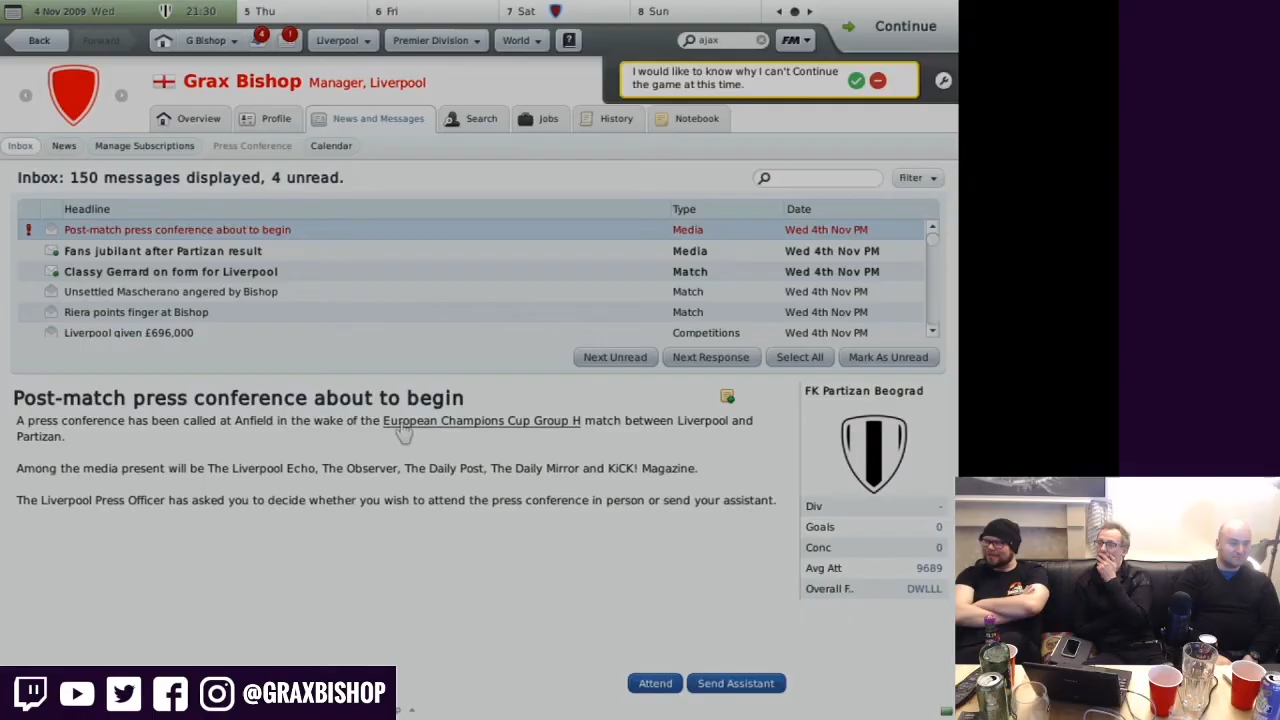 4 Nov 2009 Wed 21:30 5 Thu 6 Fri 7 Sat 8 Sun
Back Forward G Bishop 4 ! Liverpool Premier Division World ? ajax FM Continue
Grax Bishop Manager, Liverpool
I would like to know why I can't Continue
the game at this time.
Overview Profile News and Messages Search Jobs History Notebook
Inbox News Manage Subscriptions Press Conference Calendar
Inbox: 150 messages displayed, 4 unread.
Filter
Headline Type Date
! Post-match press conference about to begin Media Wed 4th Nov PM
Fans jubilant after Partizan result Media Wed 4th Nov PM
Classy Gerrard on form for Liverpool Match Wed 4th Nov PM
Unsettled Mascherano angered by Bishop Match Wed 4th Nov PM
Riera points finger at Bishop Match Wed 4th Nov PM
Liverpool given £696,000 Competitions Wed 4th Nov PM
Next Unread Next Response Select All Mark As Unread
Post-match press conference about to begin
A press conference has been called at Anfield in the wake of the European Champions Cup Group H match between Liverpool and
Partizan.
Among the media present will be The Liverpool Echo, The Observer, The Daily Post, The Daily Mirror and KiCK! Magazine.
The Liverpool Press Officer has asked you to decide whether you wish to attend the press conference in person or send your assistant.
FK Partizan Beograd
Div -
Goals 0
Conc 0
Avg Att 9689
Overall F.. DWLLL
Attend Send Assistant
@GRAXBISHOP